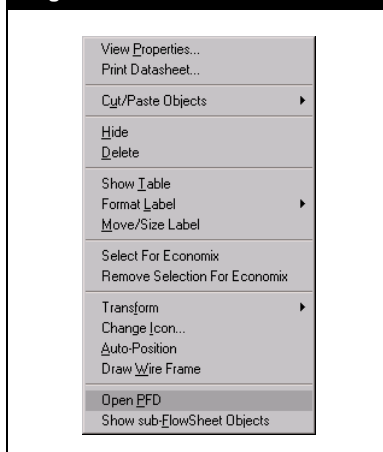 View Properties...
Print Datasheet...
Cut/Paste Objects
Hide
Delete
Show Table
Format Label
Move/Size Label
Select For Economix
Remove Selection For Economix
Transform
Change Icon...
Auto-Position
Draw Wire Frame
Open PFD
Show sub-FlowSheet Objects